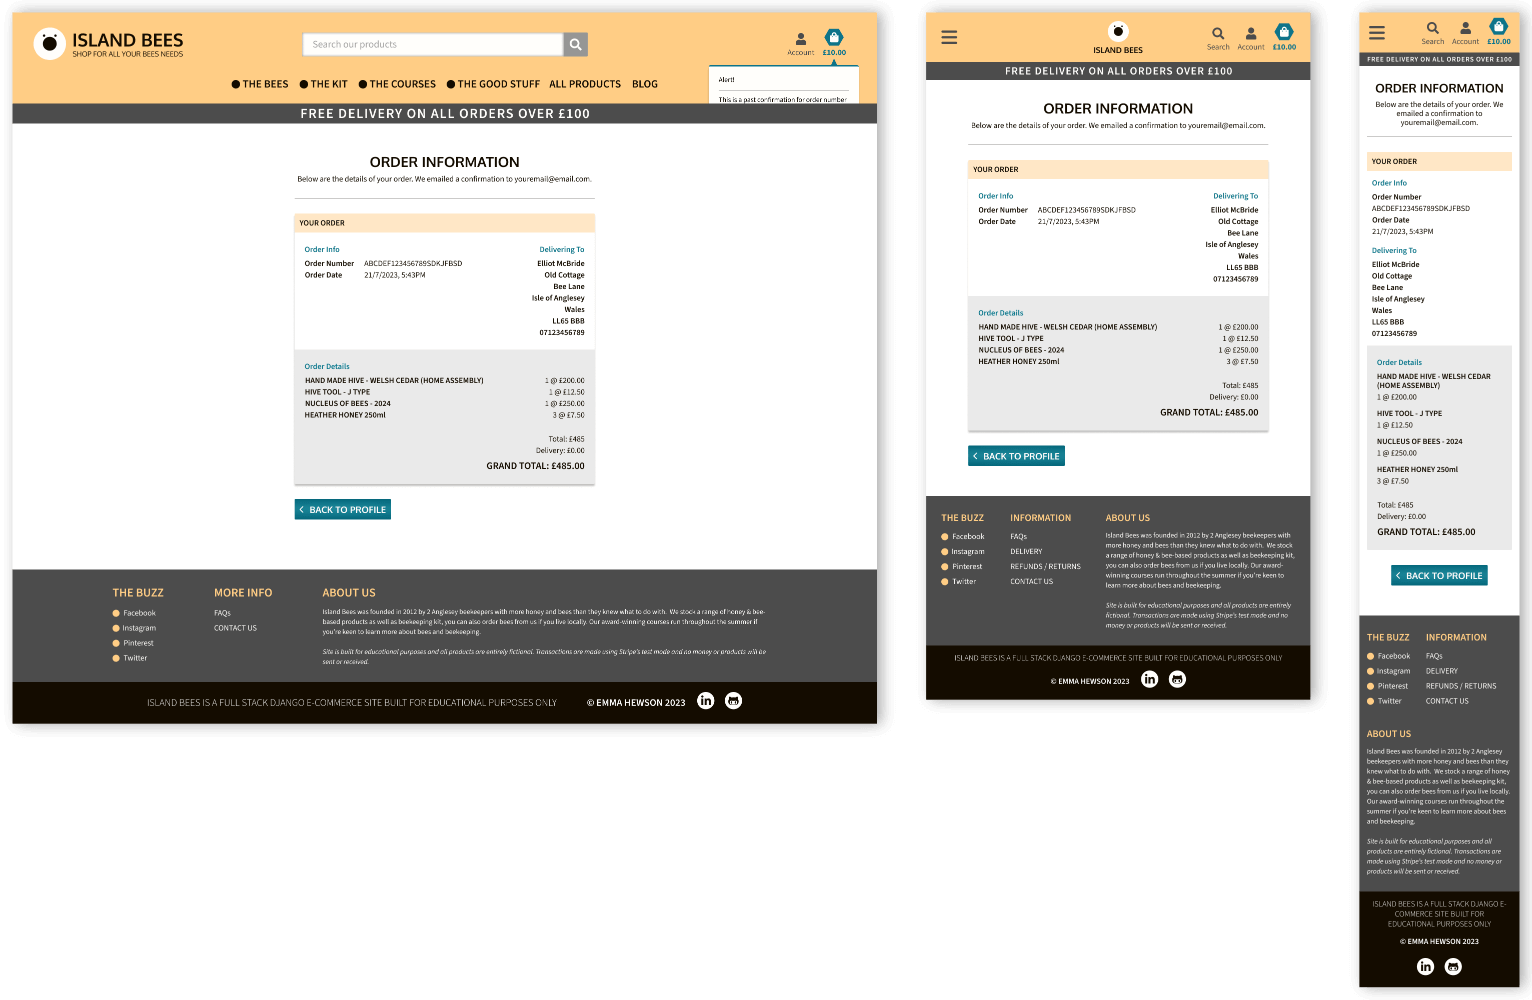 ISLAND BEES
SHOP FOR ALL YOUR BEES NEEDS
Search our products
Account
£10.00
THE BEES THE KIT THE COURSES THE GOOD STUFF ALL PRODUCTS BLOG
Alert!
This is a past confirmation for order number
FREE DELIVERY ON ALL ORDERS OVER £100
ORDER INFORMATION
Below are the details of your order. We emailed a confirmation to youremail@email.com.
YOUR ORDER
Order Info
Order Number ABCDEF123456789SDKJFBSD
Order Date 21/7/2023, 5:43PM
Delivering To
Elliot McBride
Old Cottage
Bee Lane
Isle of Anglesey
Wales
LL65 BBB
07123456789
Order Details
HAND MADE HIVE - WELSH CEDAR (HOME ASSEMBLY) 1 @ £200.00
HIVE TOOL - J TYPE 1 @ £12.50
NUCLEUS OF BEES - 2024 1 @ £250.00
HEATHER HONEY 250ml 3 @ £7.50
Total: £485
Delivery: £0.00
GRAND TOTAL: £485.00
BACK TO PROFILE
THE BUZZ
Facebook
Instagram
Pinterest
Twitter
MORE INFO
FAQs
CONTACT US
ABOUT US
Island Bees was founded in 2012 by 2 Anglesey beekeepers with more honey and bees than they knew what to do with. We stock a range of honey & bee-
based products as well as beekeeping kit, you can also order bees from us if you live locally. Our award-winning courses run throughout the summer if
you're keen to learn more about bees and beekeeping.
Site is built for educational purposes and all products are entirely fictional. Transactions are made using Stripe's test mode and no money or products will be
sent or received.
ISLAND BEES IS A FULL STACK DJANGO E-COMMERCE SITE BUILT FOR EDUCATIONAL PURPOSES ONLY
© EMMA HEWSON 2023
in
ISLAND BEES
Search
Account
£10.00
FREE DELIVERY ON ALL ORDERS OVER £100
ORDER INFORMATION
Below are the details of your order. We emailed a confirmation to youremail@email.com.
YOUR ORDER
Order Info
Order Number ABCDEF123456789SDKJFBSD
Order Date 21/7/2023, 5:43PM
Delivering To
Elliot McBride
Old Cottage
Bee Lane
Isle of Anglesey
Wales
LL65 BBB
07123456789
Order Details
HAND MADE HIVE - WELSH CEDAR (HOME ASSEMBLY) 1 @ £200.00
HIVE TOOL - J TYPE 1 @ £12.50
NUCLEUS OF BEES - 2024 1 @ £250.00
HEATHER HONEY 250ml 3 @ £7.50
Total: £485
Delivery: £0.00
GRAND TOTAL: £485.00
BACK TO PROFILE
THE BUZZ
Facebook
Instagram
Pinterest
Twitter
INFORMATION
FAQs
DELIVERY
REFUNDS / RETURNS
CONTACT US
ABOUT US
Island Bees was founded in 2012 by 2 Anglesey beekeepers with
more honey and bees than they knew what to do with. We stock
a range of honey & bee-based products as well as beekeeping kit,
you can also order bees from us if you live locally. Our award-
winning courses run throughout the summer if you're keen to
learn more about bees and beekeeping.
Site is built for educational purposes and all products are entirely
fictional. Transactions are made using Stripe's test mode and no
money or products will be sent or received.
ISLAND BEES IS A FULL STACK DJANGO E-COMMERCE SITE BUILT FOR EDUCATIONAL PURPOSES ONLY
© EMMA HEWSON 2023
in
Search
Account
£10.00
FREE DELIVERY ON ALL ORDERS OVER £100
ORDER INFORMATION
Below are the details of your order. We
emailed a confirmation to
youremail@email.com.
YOUR ORDER
Order Info
Order Number
ABCDEF123456789SDKJFBSD
Order Date
21/7/2023, 5:43PM
Delivering To
Elliot McBride
Old Cottage
Bee Lane
Isle of Anglesey
Wales
LL65 BBB
07123456789
Order Details
HAND MADE HIVE - WELSH CEDAR
(HOME ASSEMBLY)
1 @ £200.00
HIVE TOOL - J TYPE
1 @ £12.50
NUCLEUS OF BEES - 2024
1 @ £250.00
HEATHER HONEY 250ml
3 @ £7.50
Total: £485
Delivery: £0.00
GRAND TOTAL: £485.00
BACK TO PROFILE
THE BUZZ
Facebook
Instagram
Pinterest
Twitter
INFORMATION
FAQs
DELIVERY
REFUNDS / RETURNS
CONTACT US
ABOUT US
Island Bees was founded in 2012 by 2 Anglesey
beekeepers with more honey and bees than they
knew what to do with. We stock a range of honey
& bee-based products as well as beekeeping kit,
you can also order bees from us if you live locally.
Our award-winning courses run throughout the
summer if you're keen to learn more about bees
and beekeeping.
Site is built for educational purposes and all
products are entirely fictional. Transactions are
made using Stripe's test mode and no money or
products will be sent or received.
ISLAND BEES IS A FULL STACK DJANGO E-
COMMERCE SITE BUILT FOR
EDUCATIONAL PURPOSES ONLY
© EMMA HEWSON 2023
in